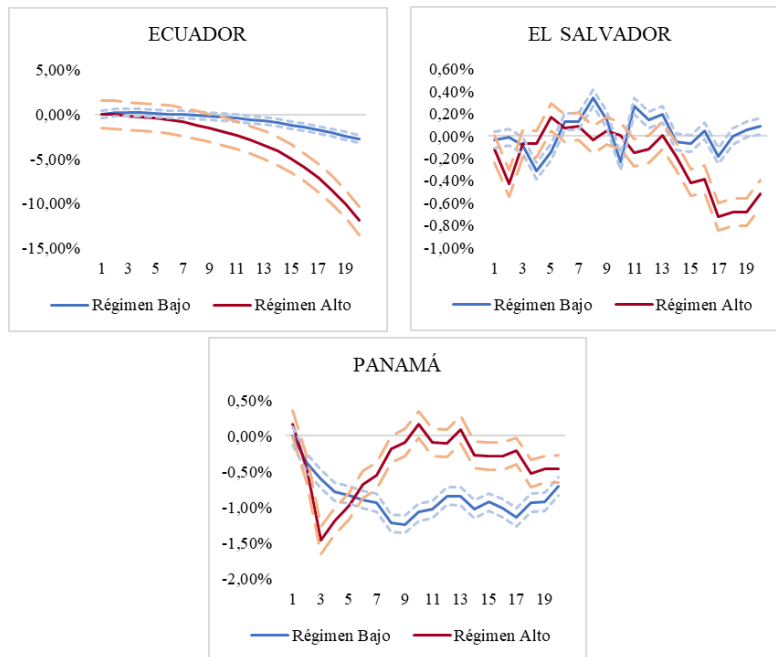 ECUADOR
5,00%
0,00%
-5,00%
-10,00%
-15,00%
1 3 5 7 9 11 13 15 17 19
Régimen Bajo Régimen Alto
EL SALVADOR
0,60%
0,40%
0,20%
0,00%
-0,20%
-0,40%
-0,60%
-0,80%
-1,00%
1 3 5 7 9 11 13 15 17 19
Régimen Bajo Régimen Alto
PANAMÁ
0,50%
0,00%
-0,50%
-1,00%
-1,50%
-2,00%
1 3 5 7 9 11 13 15 17 19
Régimen Bajo Régimen Alto